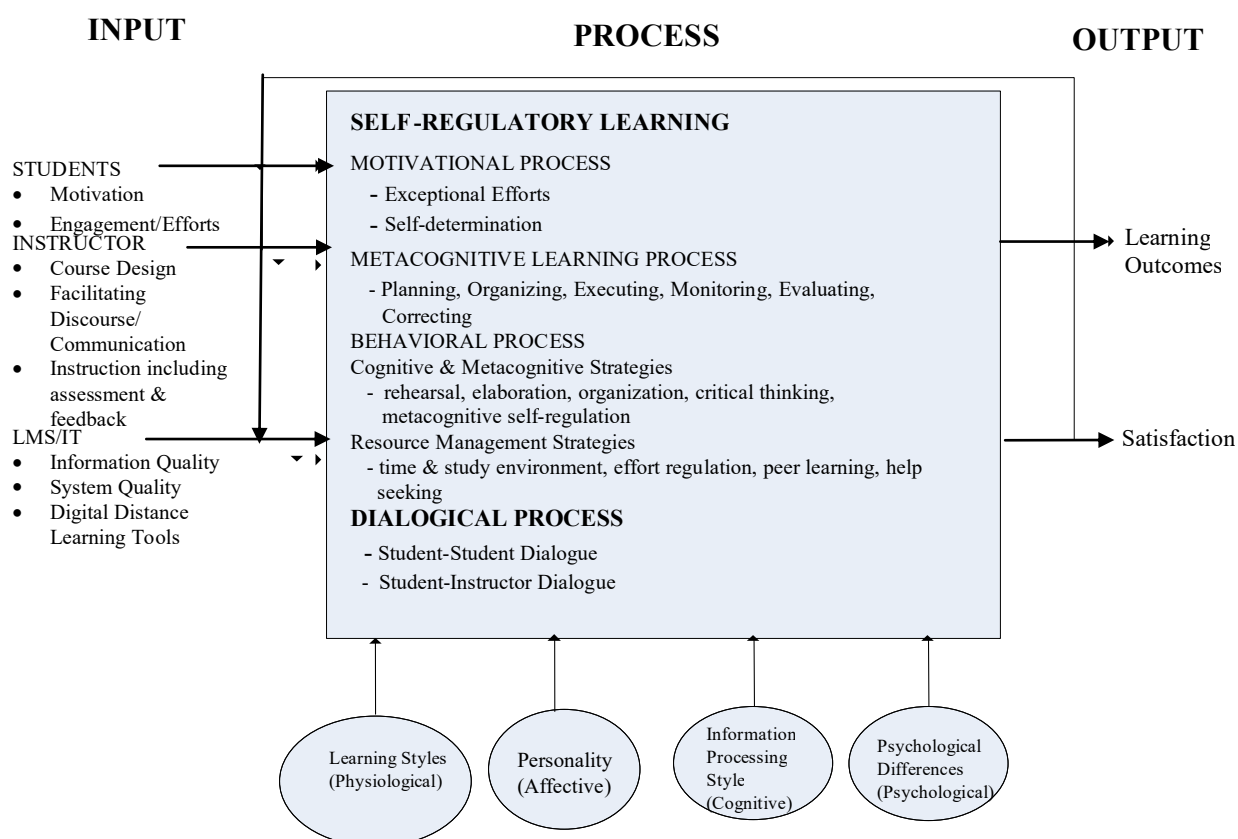 INPUT
PROCESS
OUTPUT
STUDENTS
• Motivation
• Engagement/Efforts
INSTRUCTOR
• Course Design
• Facilitating
Discourse/
Communication
• Instruction including
assessment &
feedback
LMS/IT
• Information Quality
• System Quality
• Digital Distance
Learning Tools
SELF-REGULATORY LEARNING
MOTIVATIONAL PROCESS
- Exceptional Efforts
- Self-determination
METACOGNITIVE LEARNING PROCESS
- Planning, Organizing, Executing, Monitoring, Evaluating,
Correcting
BEHAVIORAL PROCESS
Cognitive & Metacognitive Strategies
- rehearsal, elaboration, organization, critical thinking,
metacognitive self-regulation
Resource Management Strategies
- time & study environment, effort regulation, peer learning, help
seeking
DIALOGICAL PROCESS
- Student-Student Dialogue
- Student-Instructor Dialogue
Learning
Outcomes
Satisfaction
Learning Styles
(Physiological)
Personality
(Affective)
Information
Processing
Style
(Cognitive)
Psychological
Differences
(Psychological)